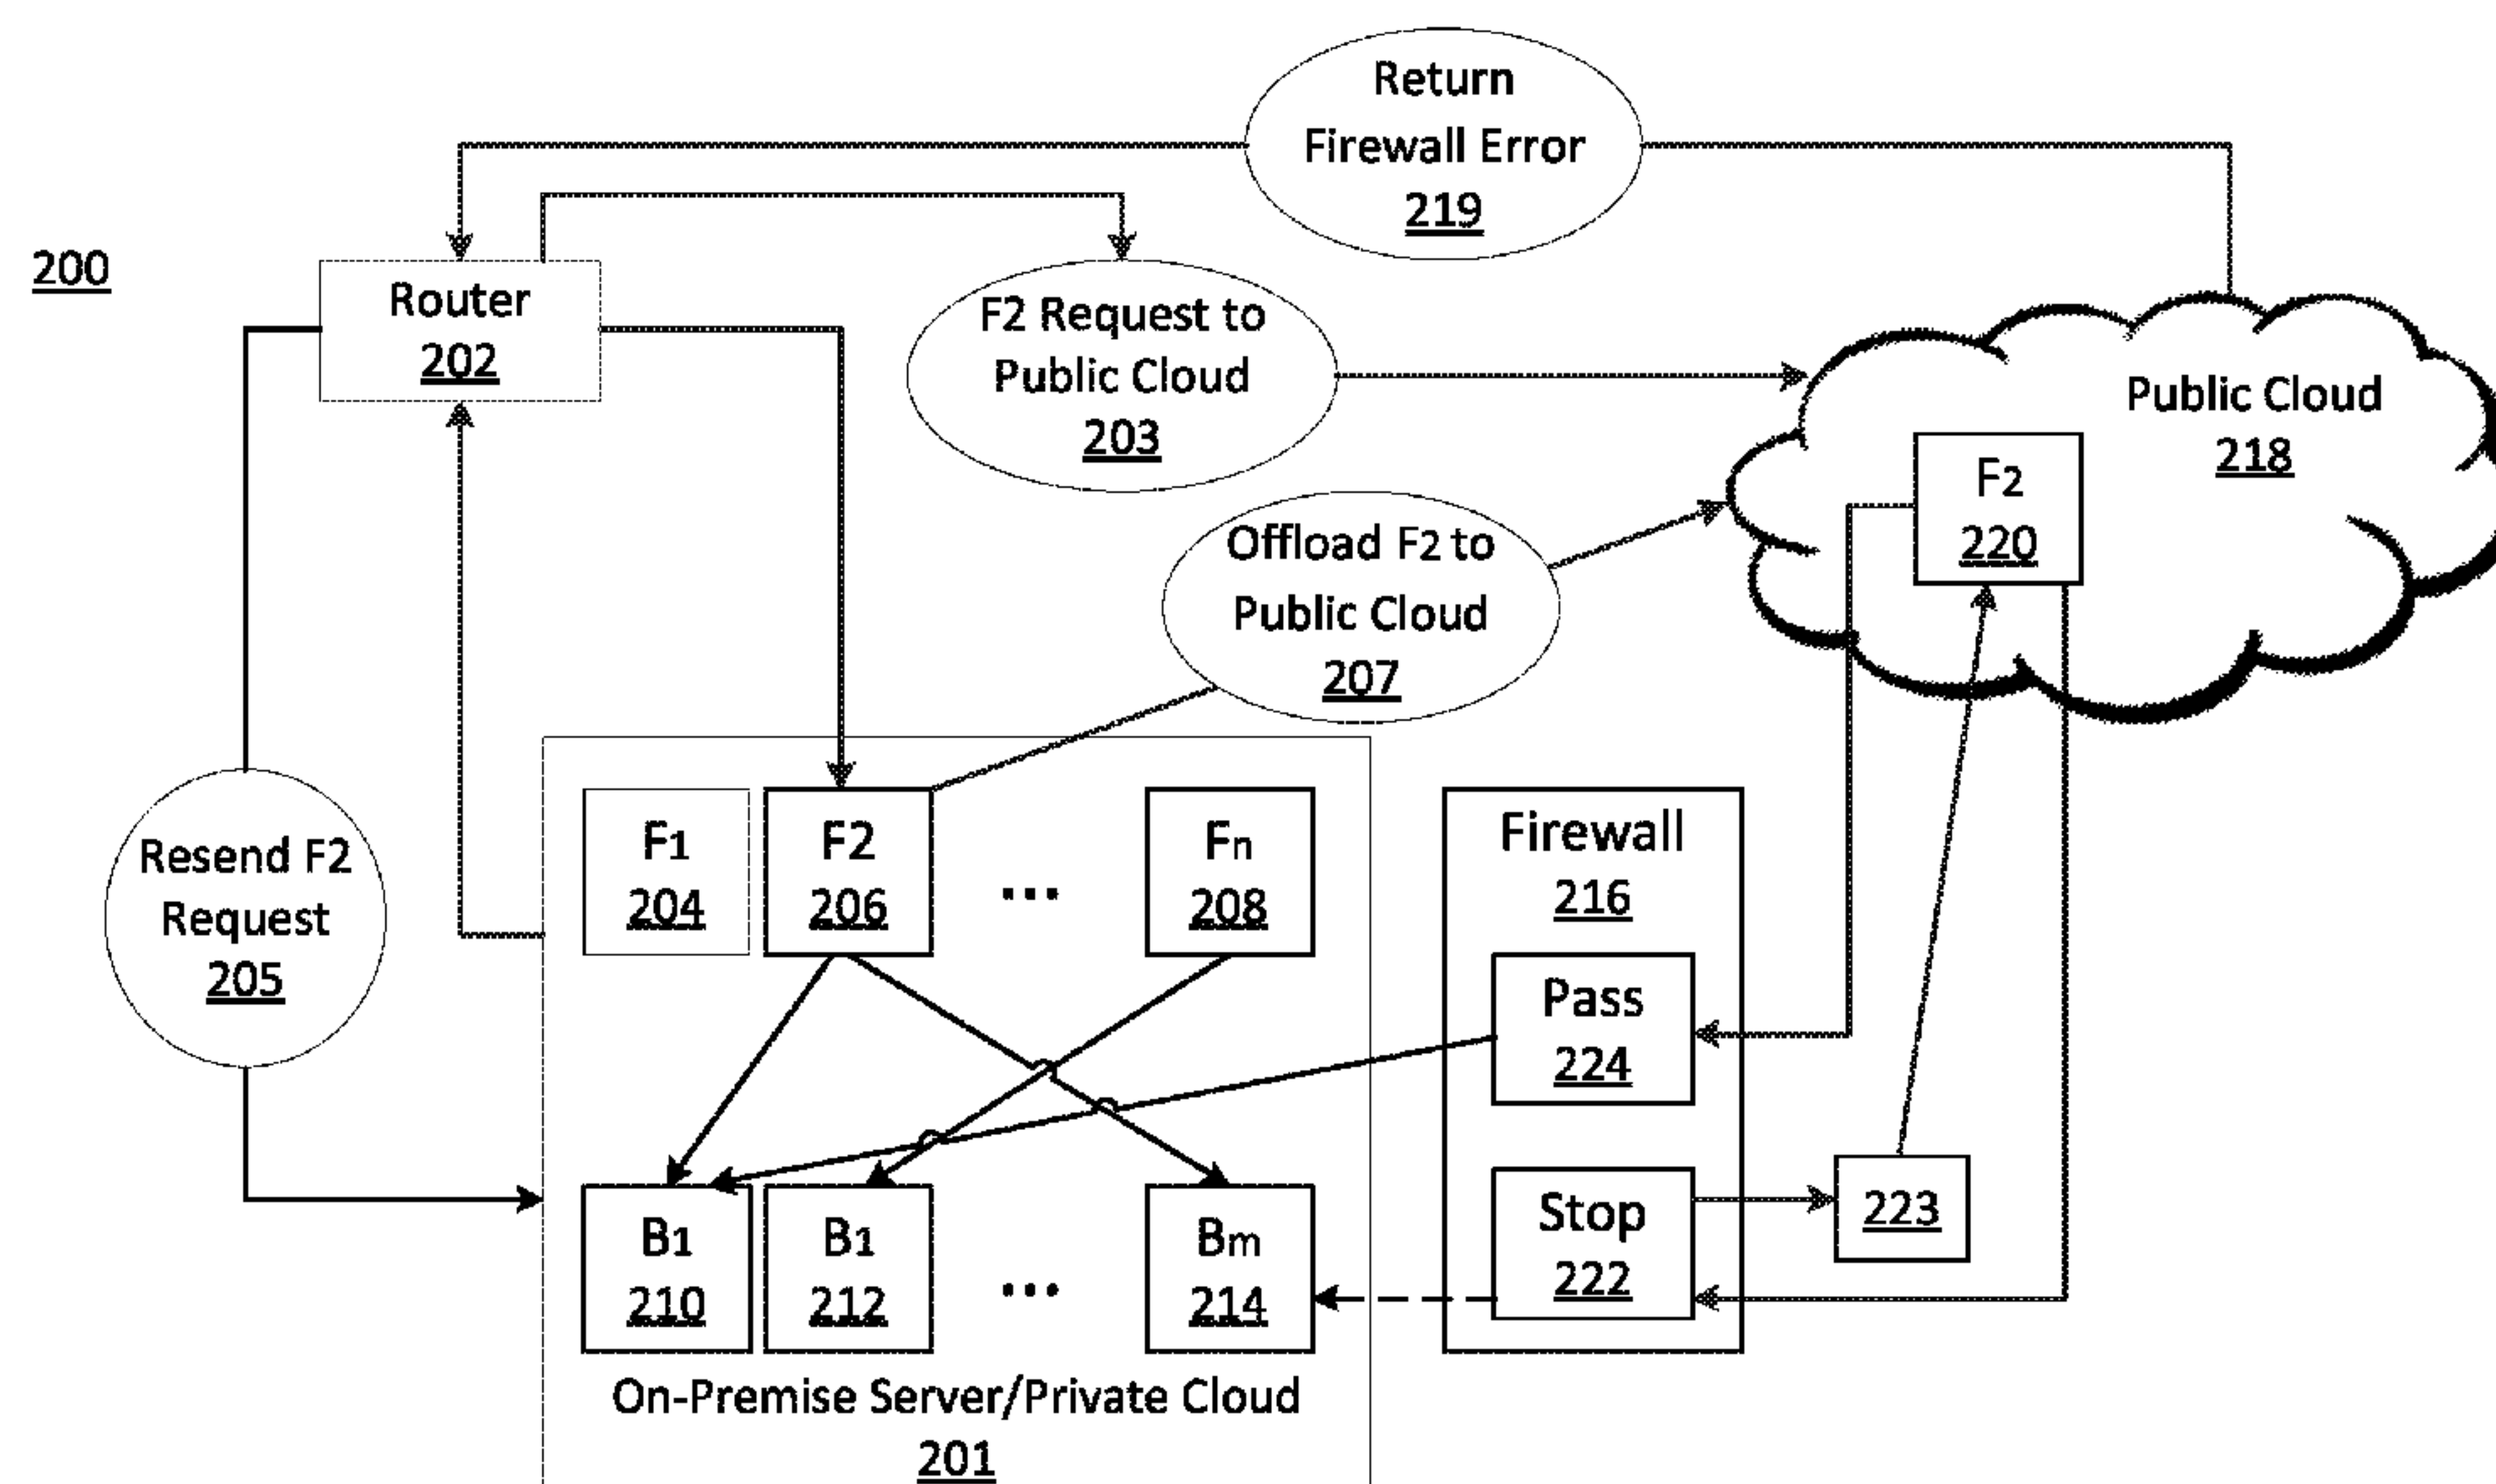 Return
Firewall Error
219
200
Router
202
F2 Request to
Public Cloud
203
Public Cloud
218
F2
220
Offload F2 to
Public Cloud
207
Resend F2
Request
205
F1
204
F2
206
...
Fn
208
Firewall
216
Pass
224
Stop
222
223
B1
210
B1
212
...
Bm
214
On-Premise Server/Private Cloud
201